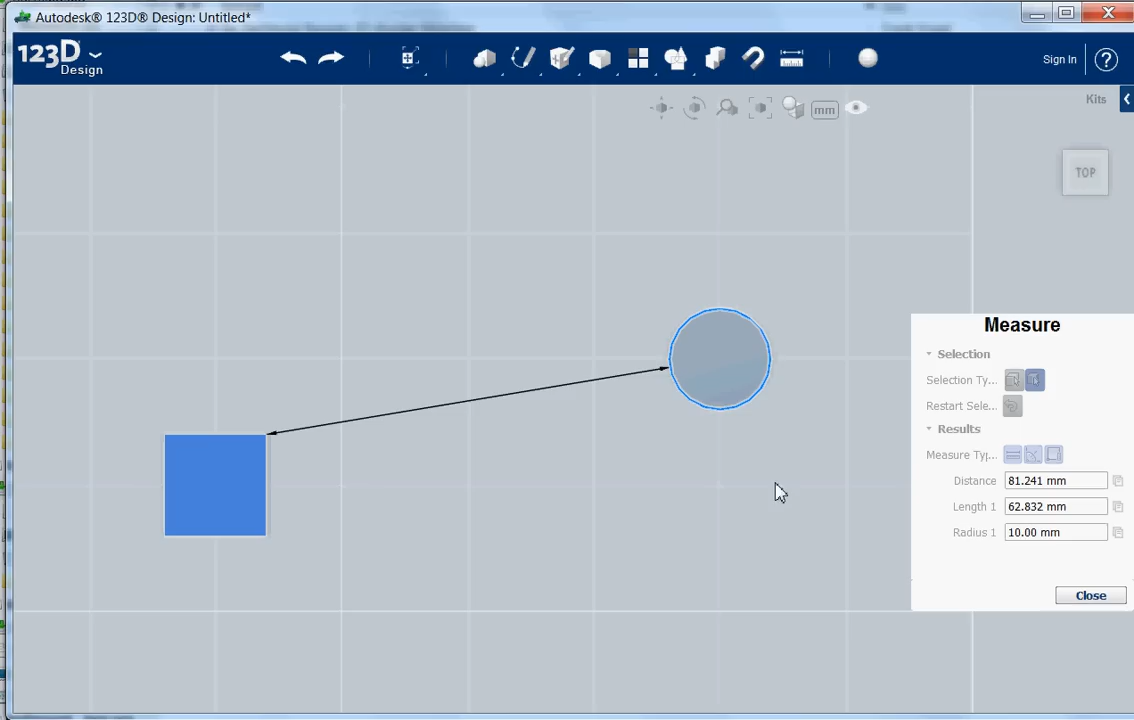 Autodesk® 123D® Design: Untitled*
123D
Design
Sign In
?
mm
Kits
TOP
Measure
Selection
Selection Ty...
Restart Sele...
Results
Measure Typ...
Distance 81.241 mm
Length 1 62.832 mm
Radius 1 10.00 mm
Close